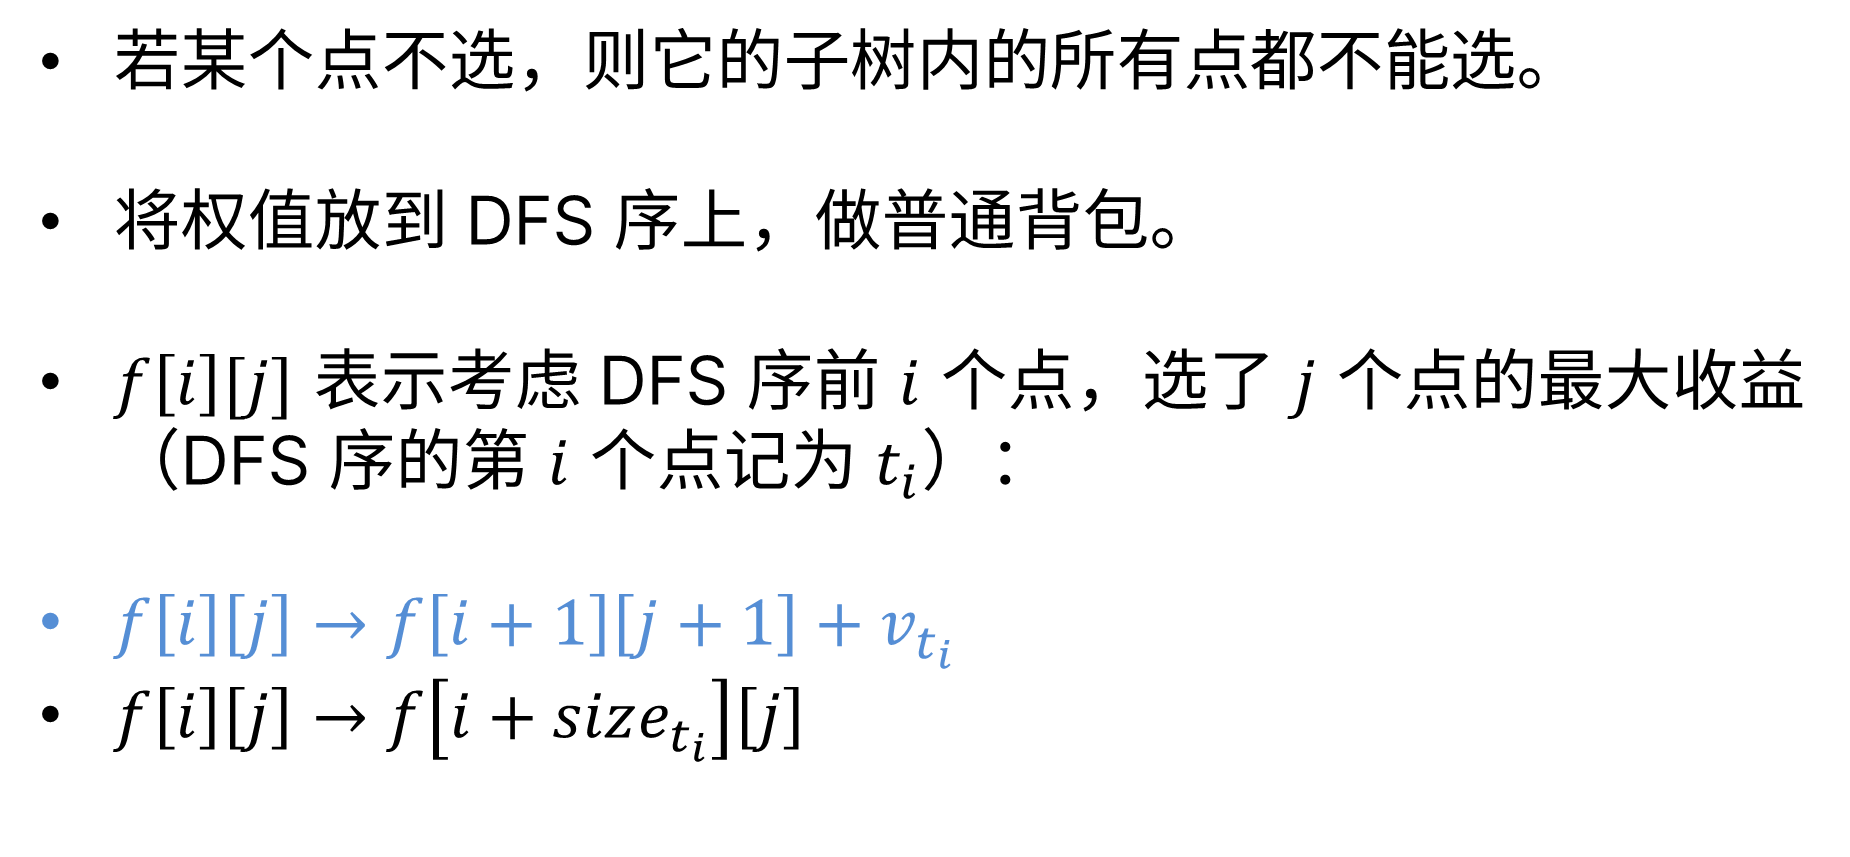 • 若某个点不选，则它的子树内的所有点都不能选。
• 将权值放到 DFS 序上，做普通背包。
• f[i][j] 表示考虑 DFS 序前 i 个点，选了 j 个点的最大收益
（DFS 序的第 i 个点记为 t_i）：
• f[i][j] → f[i + 1][j + 1] + v_{t_i}
• f[i][j] → f[i + size_{t_i}][j]